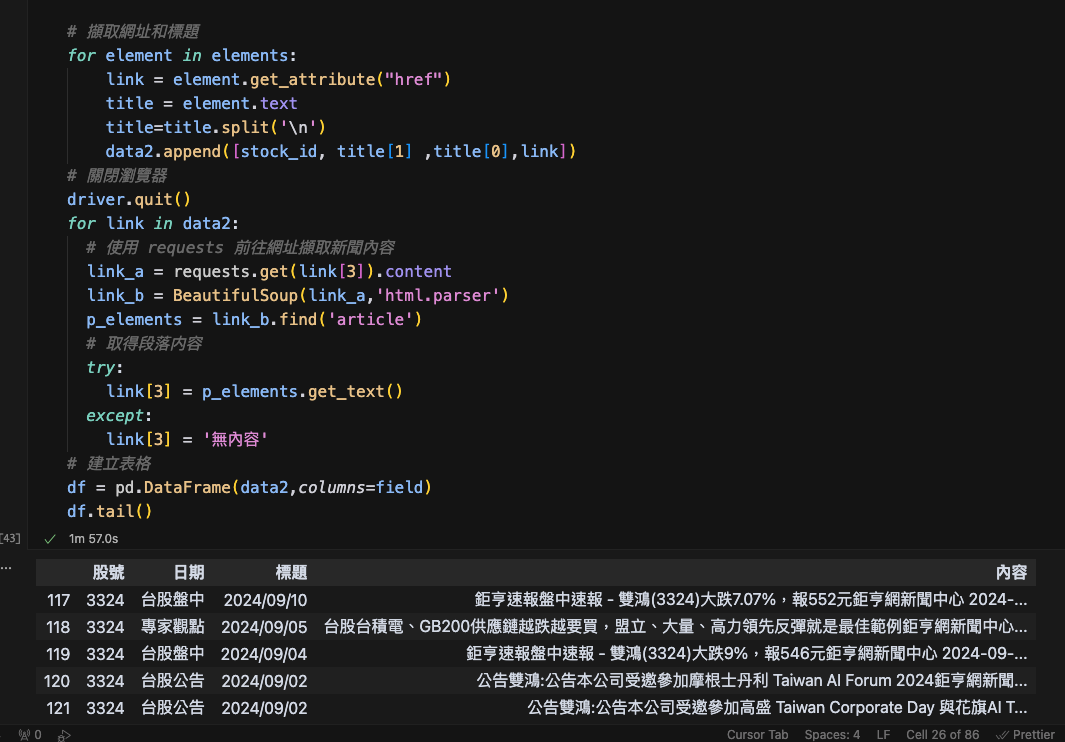 # 擷取網址和標題
for element in elements:
link = element.get_attribute("href")
title = element.text
title=title.split('\n')
data2.append([stock_id, title[1] ,title[0],link])
# 關閉瀏覽器
driver.quit()
for link in data2:
# 使用 requests 前往網址擷取新聞內容
link_a = requests.get(link[3]).content
link_b = BeautifulSoup(link_a,'html.parser')
p_elements = link_b.find('article')
# 取得段落內容
try:
link[3] = p_elements.get_text()
except:
link[3] = '無內容'
# 建立表格
df = pd.DataFrame(data2,columns=field)
df.tail()
[43] ✓ 1m 57.0s
...
股號 日期 標題 內容
117 3324 台股盤中 2024/09/10 鉅亨速報盤中速報 - 雙鴻(3324)大跌7.07%，報552元鉅亨網新聞中心 2024-...
118 3324 專家觀點 2024/09/05 台股台積電、GB200供應鏈越跌越要買，盟立、大量、高力領先反彈就是最佳範例鉅亨網新聞中心...
119 3324 台股盤中 2024/09/04 鉅亨速報盤中速報 - 雙鴻(3324)大跌9%，報546元鉅亨網新聞中心 2024-09-...
120 3324 台股公告 2024/09/02 公告雙鴻:公告本公司受邀參加摩根士丹利 Taiwan AI Forum 2024鉅亨網新聞...
121 3324 台股公告 2024/09/02 公告雙鴻:公告本公司受邀參加高盛 Taiwan Corporate Day 與花旗AI T...
0 Cursor Tab Spaces: 4 LF Cell 26 of 86 Prettier